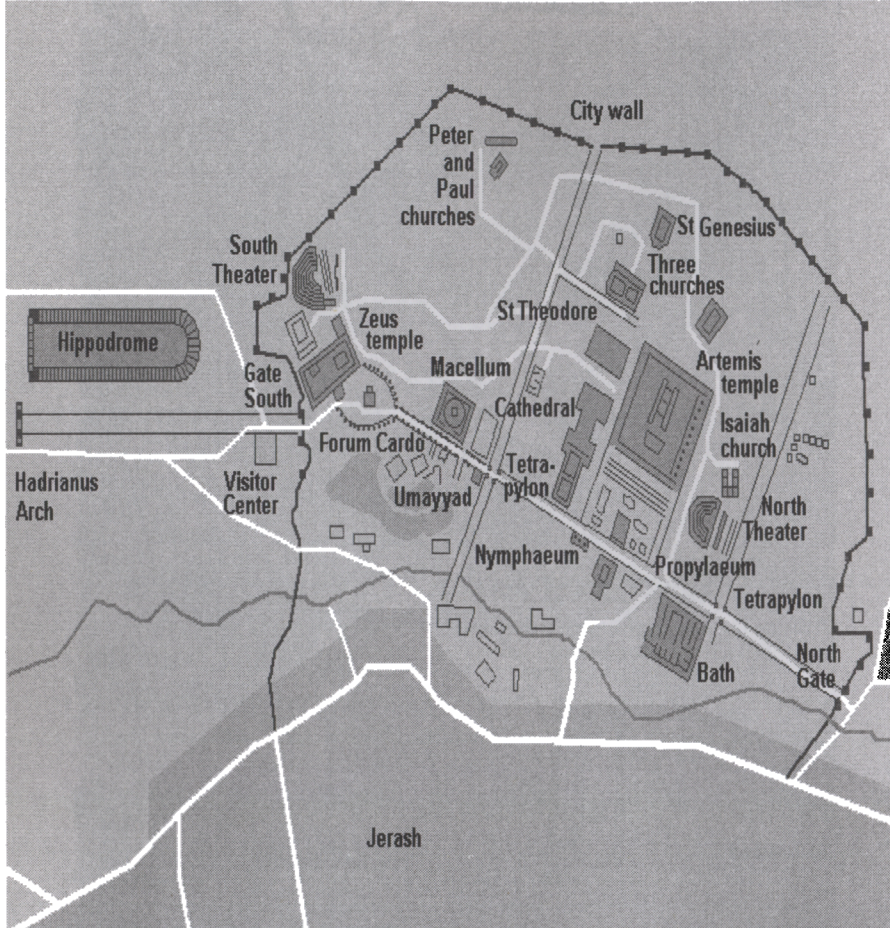 City wall
Peter
and
Paul
churches
St Genesius
South
Theater
Three
churches
St Theodore
Zeus
temple
Hippodrome
Macellum
Artemis
temple
Gate
South
Cathedral
Isaiah
church
Forum Cardo
Hadrianus
Arch
Visitor
Center
Umayyad
Tetra-
pylon
North
Theater
Nymphaeum
Propylaeum
Tetrapylon
North
Gate
Bath
Jerash